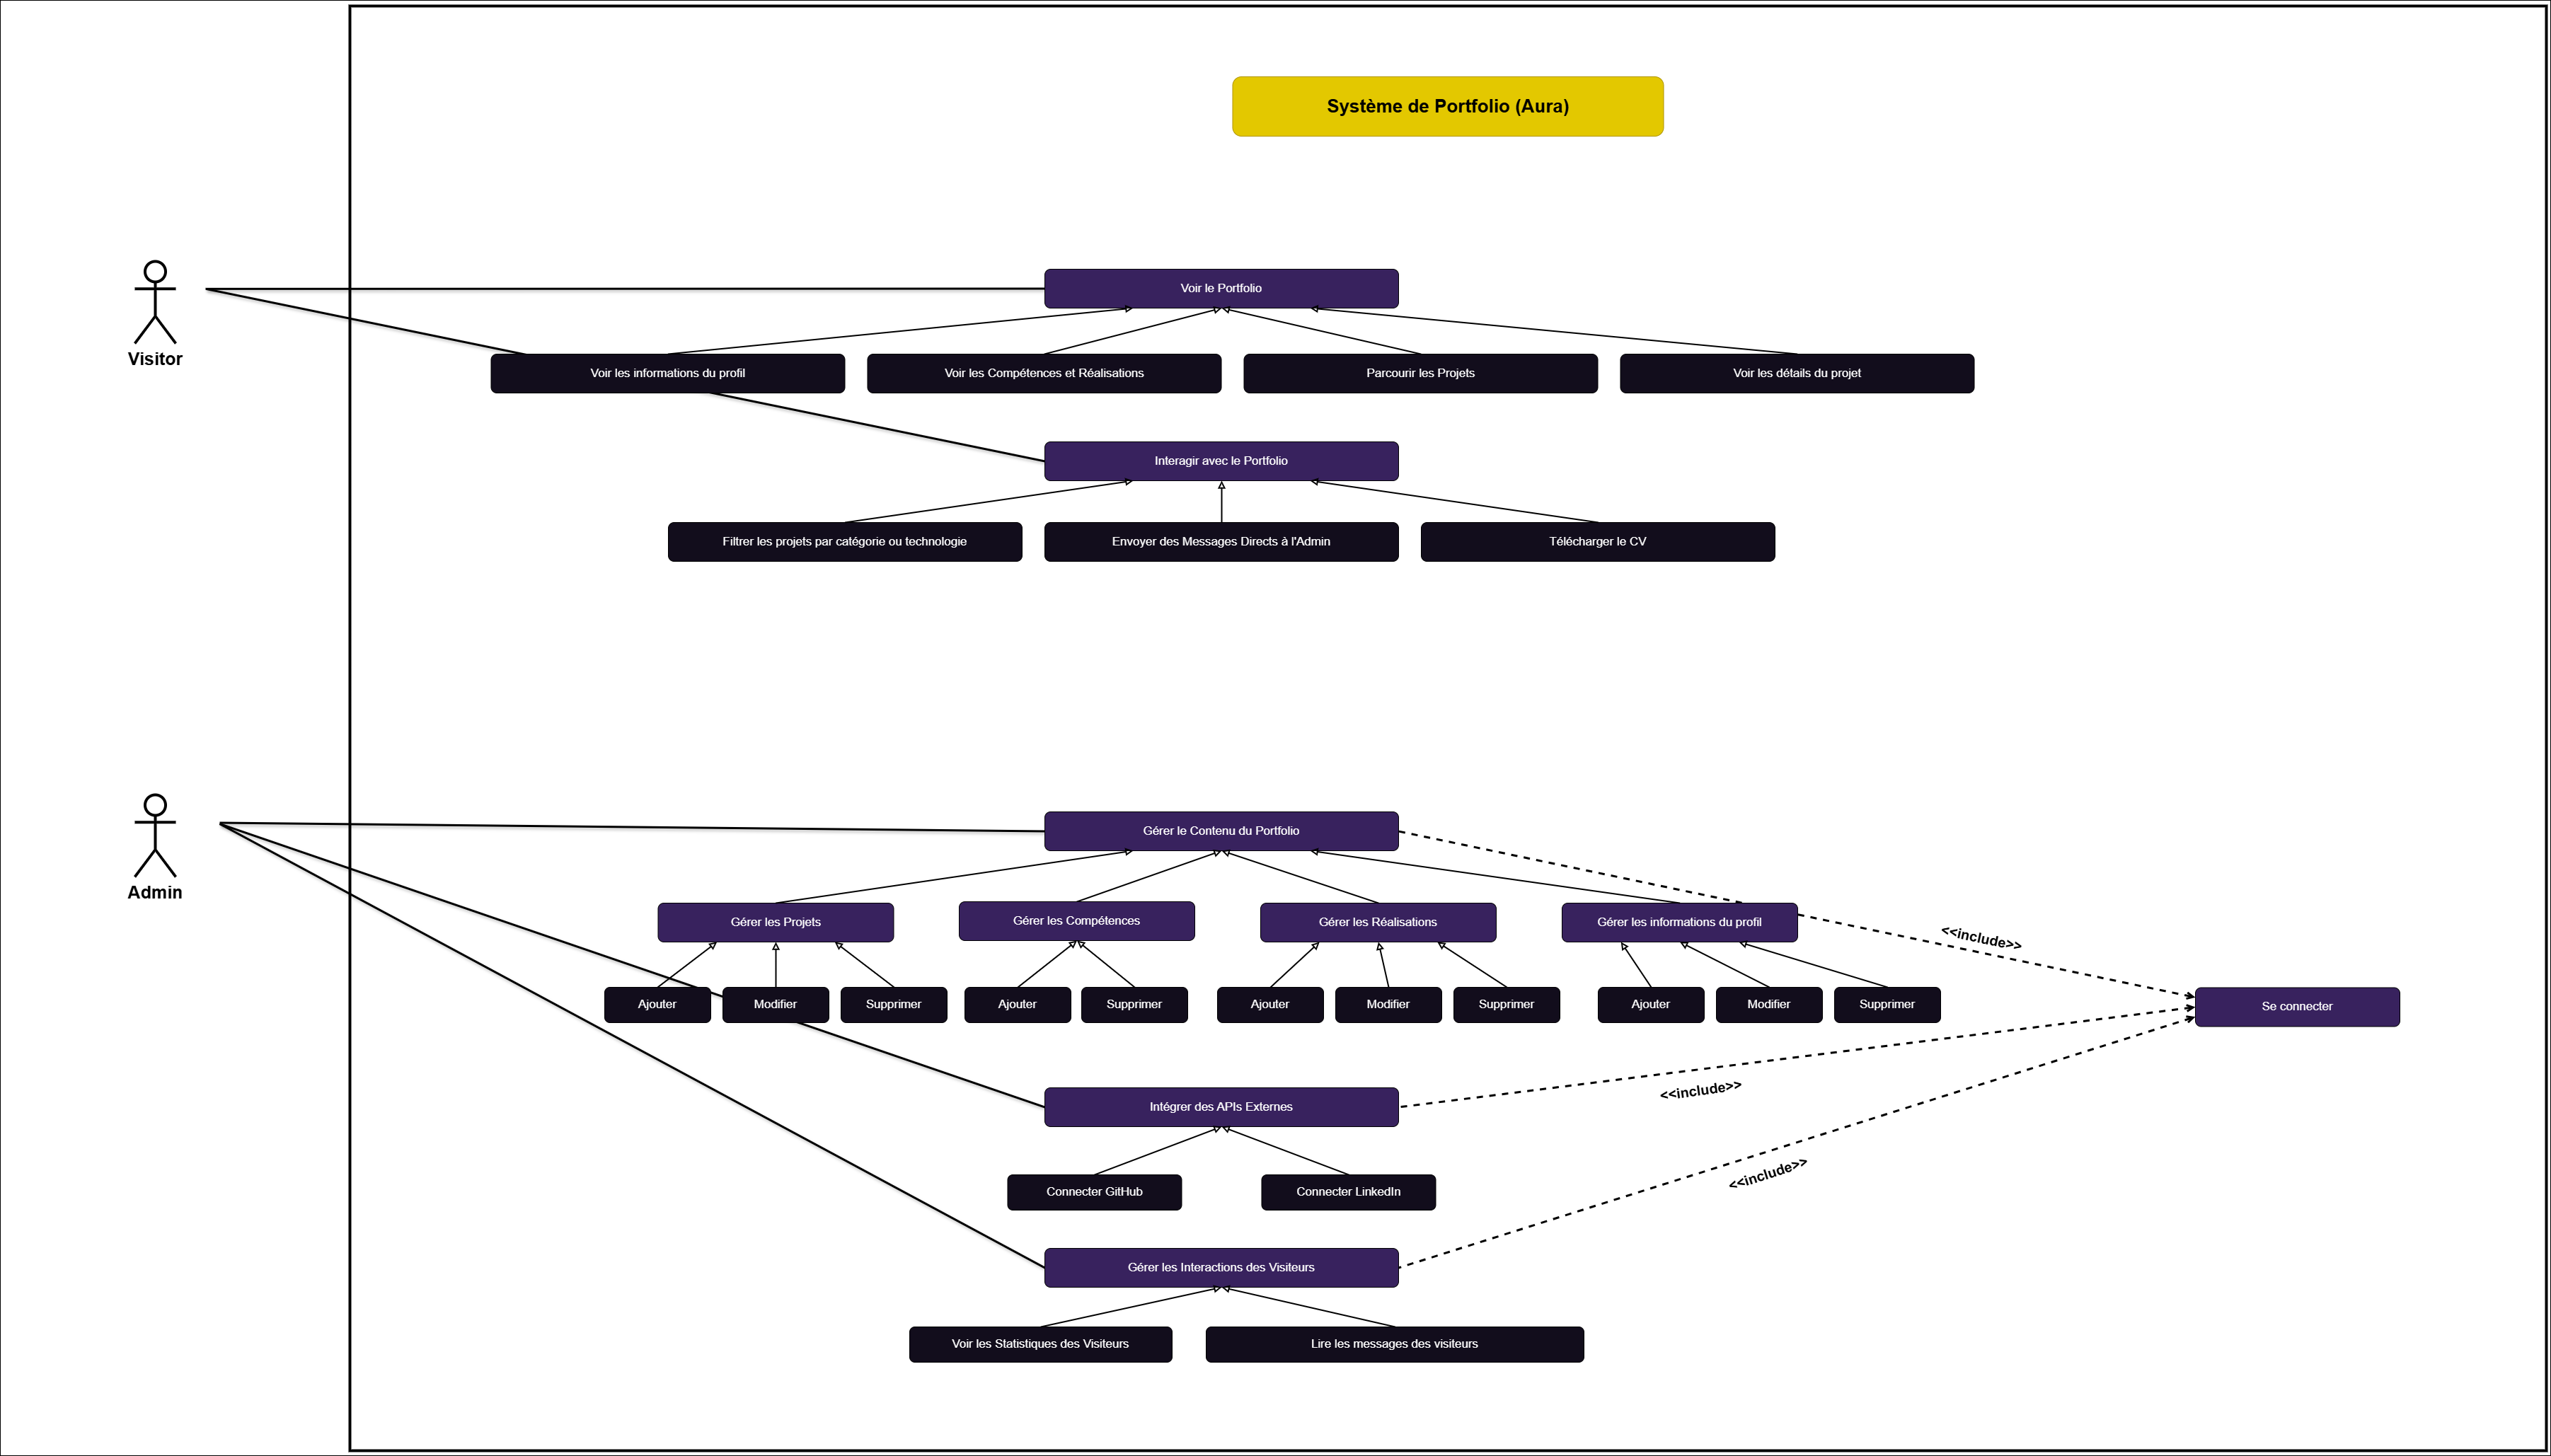 Système de Portfolio (Aura)
Visitor
Voir le Portfolio
Voir les informations du profil
Voir les Compétences et Réalisations
Parcourir les Projets
Voir les détails du projet
Interagir avec le Portfolio
Filtrer les projets par catégorie ou technologie
Envoyer des Messages Directs à l'Admin
Télécharger le CV
Admin
Gérer le Contenu du Portfolio
Gérer les Projets
Gérer les Compétences
Gérer les Réalisations
Gérer les informations du profil
<<include>>
Ajouter
Modifier
Supprimer
Ajouter
Supprimer
Ajouter
Modifier
Supprimer
Ajouter
Modifier
Supprimer
Se connecter
Intégrer des APIs Externes
<<include>>
Connecter GitHub
Connecter LinkedIn
<<include>>
Gérer les Interactions des Visiteurs
Voir les Statistiques des Visiteurs
Lire les messages des visiteurs